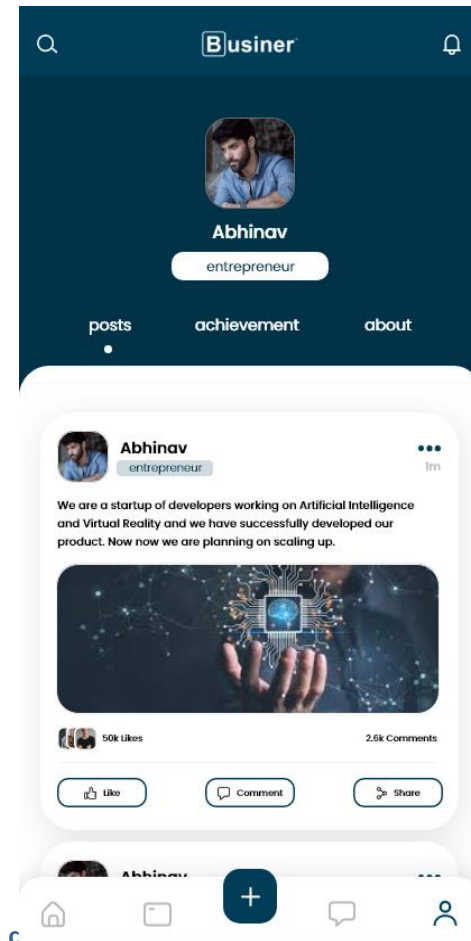 Businer
Abhinav
entrepreneur
posts achievement about
Abhinav
entrepreneur
1m
We are a startup of developers working on Artificial Intelligence
and Virtual Reality and we have successfully developed our
product. Now now we are planning on scaling up.
50k Likes 2.6k Comments
Like Comment Share
Abhinav
c